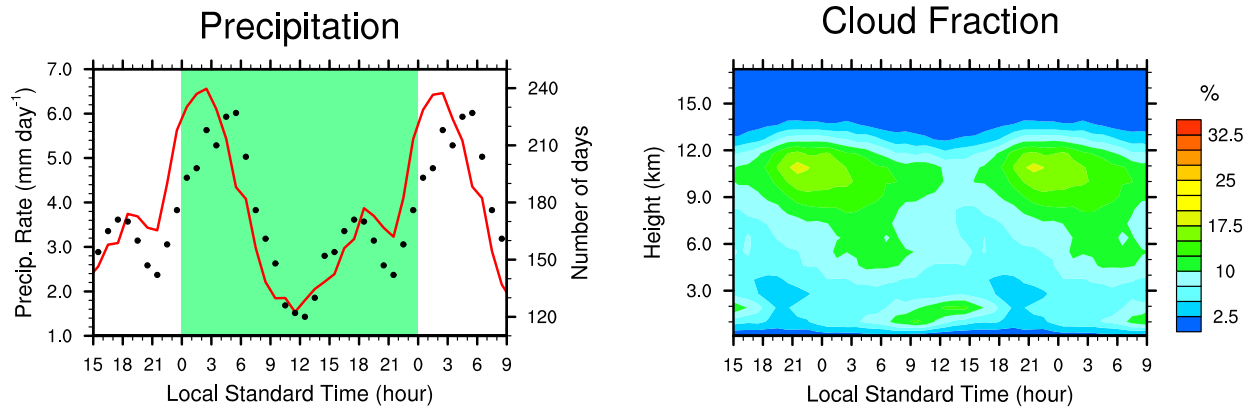 Precipitation
Precip. Rate (mm day-1)
7.0
6.0
5.0
4.0
3.0
2.0
1.0
240
210
180
150
120
Number of days
15 18 21 0 3 6 9 12 15 18 21 0 3 6 9
Local Standard Time (hour)
Cloud Fraction
Height (km)
15.0
12.0
9.0
6.0
3.0
15 18 21 0 3 6 9 12 15 18 21 0 3 6 9
Local Standard Time (hour)
%
32.5
25
17.5
10
2.5